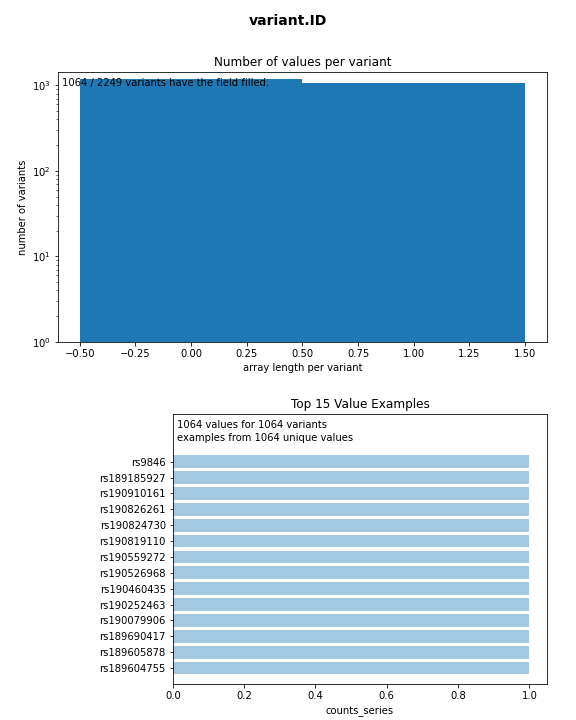 variant.ID
Number of values per variant
1064 / 2249 variants have the field filled.
10³
10²
10¹
10⁰
number of variants
−0.50 −0.25 0.00 0.25 0.50 0.75 1.00 1.25 1.50
array length per variant
Top 15 Value Examples
1064 values for 1064 variants
examples from 1064 unique values
rs9846
rs189185927
rs190910161
rs190826261
rs190824730
rs190819110
rs190559272
rs190526968
rs190460435
rs190252463
rs190079906
rs189690417
rs189605878
rs189604755
0.0 0.2 0.4 0.6 0.8 1.0
counts_series